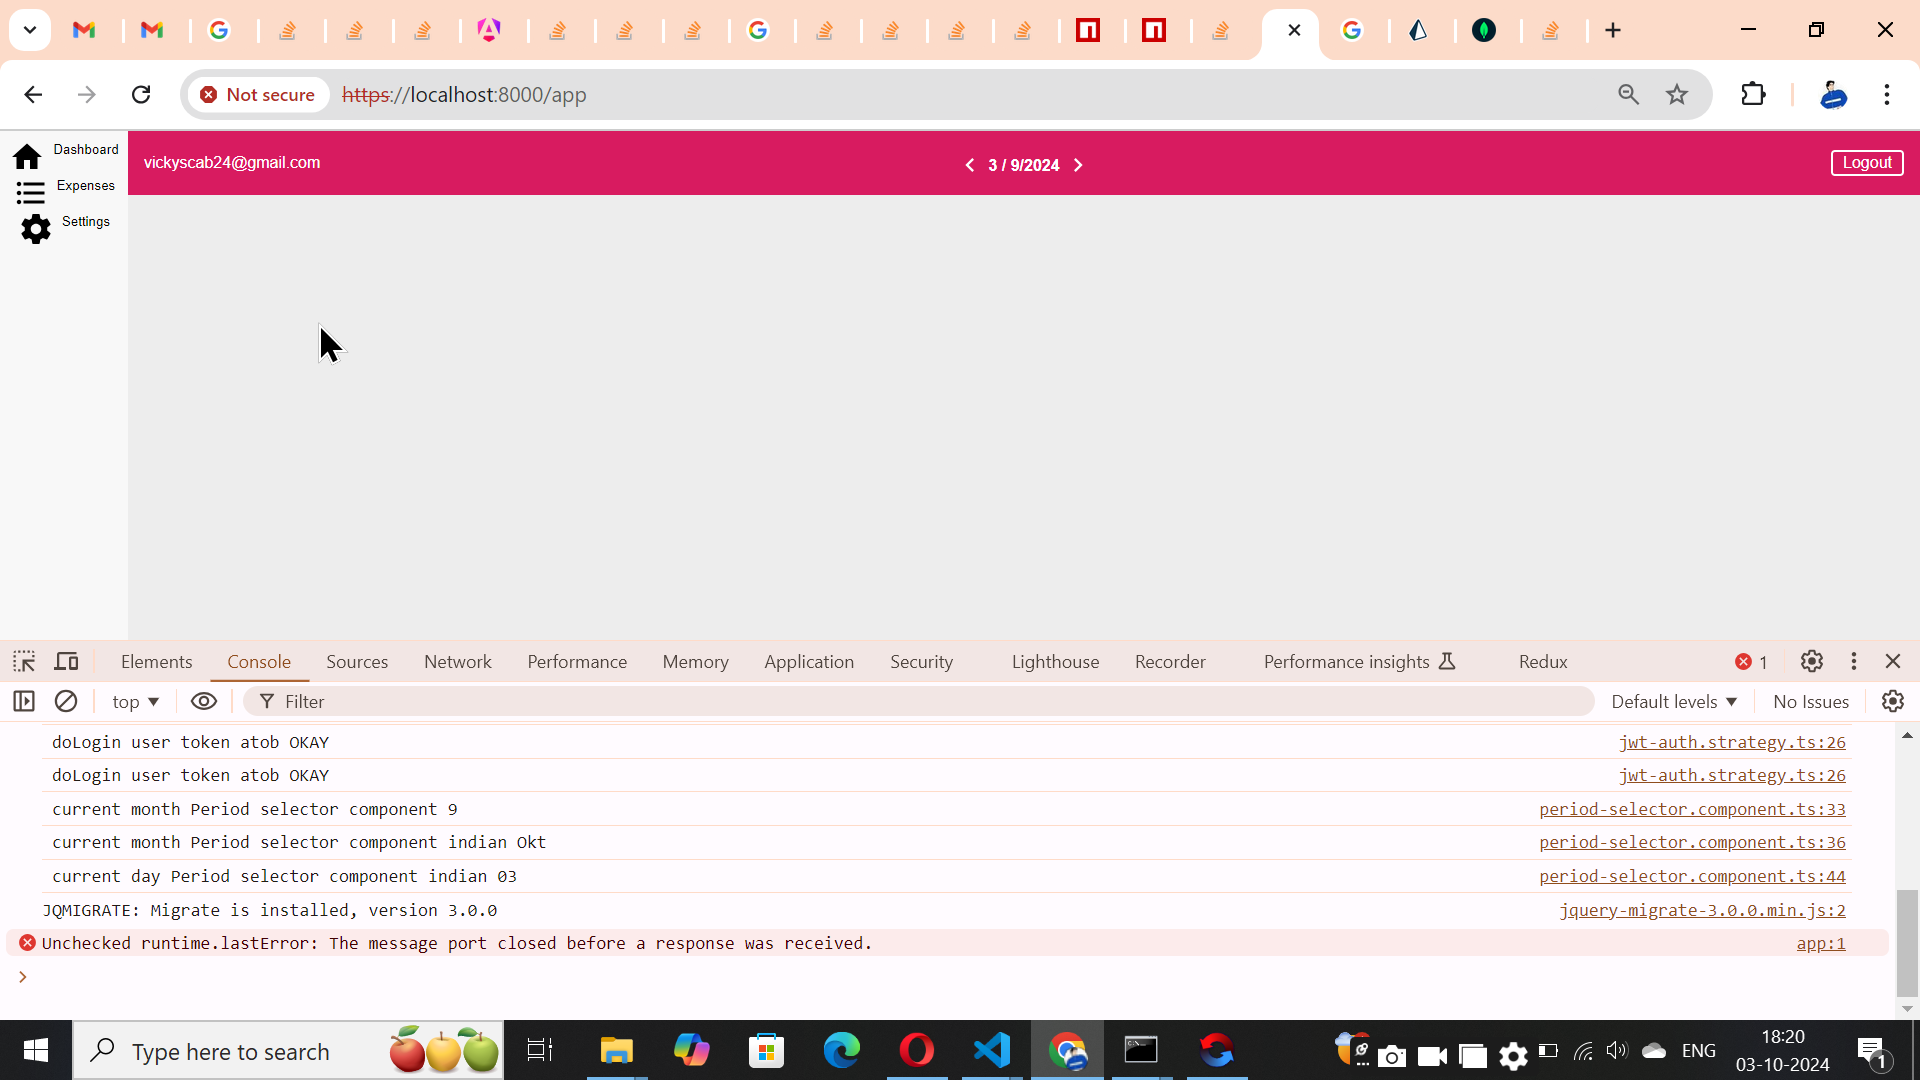 Not secure https://localhost:8000/app
Dashboard
Expenses
Settings
vickyscab24@gmail.com
3 / 9/2024
Logout
Elements Console Sources Network Performance Memory Application Security Lighthouse Recorder Performance insights Redux 1
top Filter Default levels No Issues
doLogin user token atob OKAY jwt-auth.strategy.ts:26
doLogin user token atob OKAY jwt-auth.strategy.ts:26
current month Period selector component 9 period-selector.component.ts:33
current month Period selector component indian Okt period-selector.component.ts:36
current day Period selector component indian 03 period-selector.component.ts:44
JQMIGRATE: Migrate is installed, version 3.0.0 jquery-migrate-3.0.0.min.js:2
Unchecked runtime.lastError: The message port closed before a response was received. app:1
Type here to search
ENG
18:20
03-10-2024
1